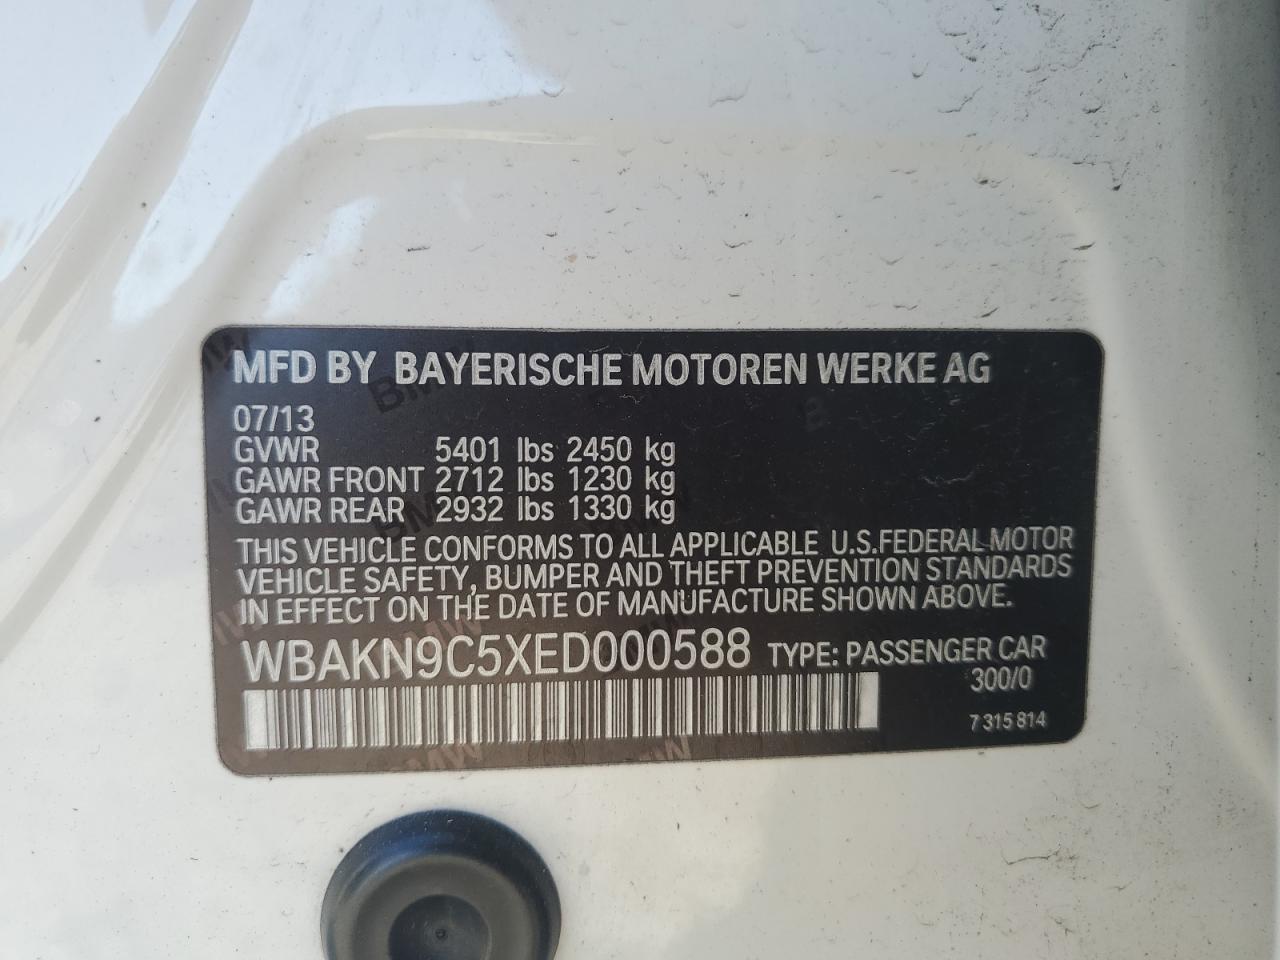 MFD BY BAYERISCHE MOTOREN WERKE AG
07/13
GVWR 5401 lbs 2450 kg
GAWR FRONT 2712 lbs 1230 kg
GAWR REAR 2932 lbs 1330 kg
THIS VEHICLE CONFORMS TO ALL APPLICABLE U.S.FEDERAL MOTOR
VEHICLE SAFETY, BUMPER AND THEFT PREVENTION STANDARDS
IN EFFECT ON THE DATE OF MANUFACTURE SHOWN ABOVE.
WBAKN9C5XED000588 TYPE: PASSENGER CAR
300/0
7 315 814